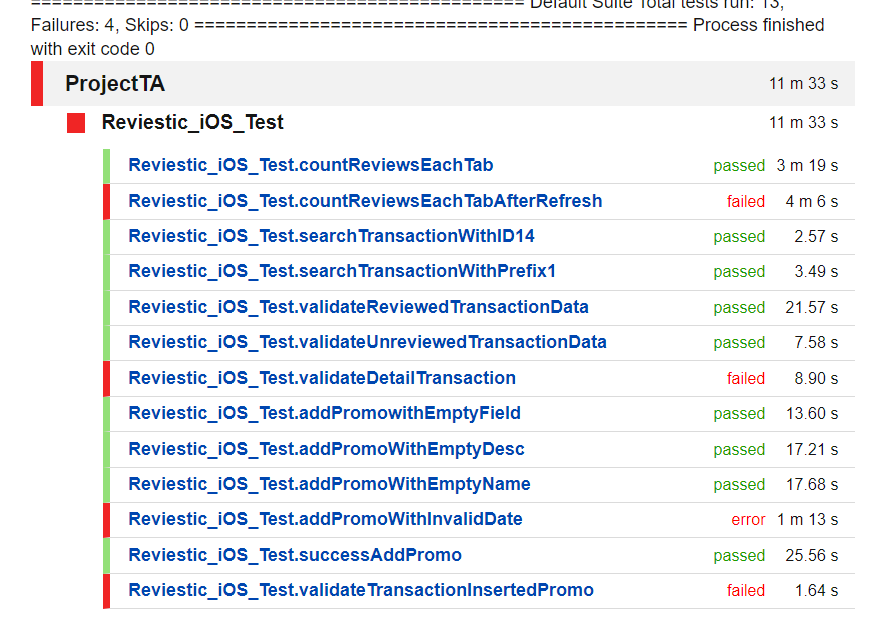 =============================================== Default Suite Total tests run: 13,
Failures: 4, Skips: 0 =============================================== Process finished
with exit code 0
ProjectTA 11 m 33 s
Reviestic_iOS_Test 11 m 33 s
Reviestic_iOS_Test.countReviewsEachTab passed 3 m 19 s
Reviestic_iOS_Test.countReviewsEachTabAfterRefresh failed 4 m 6 s
Reviestic_iOS_Test.searchTransactionWithID14 passed 2.57 s
Reviestic_iOS_Test.searchTransactionWithPrefix1 passed 3.49 s
Reviestic_iOS_Test.validateReviewedTransactionData passed 21.57 s
Reviestic_iOS_Test.validateUnreviewedTransactionData passed 7.58 s
Reviestic_iOS_Test.validateDetailTransaction failed 8.90 s
Reviestic_iOS_Test.addPromowithEmptyField passed 13.60 s
Reviestic_iOS_Test.addPromoWithEmptyDesc passed 17.21 s
Reviestic_iOS_Test.addPromoWithEmptyName passed 17.68 s
Reviestic_iOS_Test.addPromoWithInvalidDate error 1 m 13 s
Reviestic_iOS_Test.successAddPromo passed 25.56 s
Reviestic_iOS_Test.validateTransactionInsertedPromo failed 1.64 s